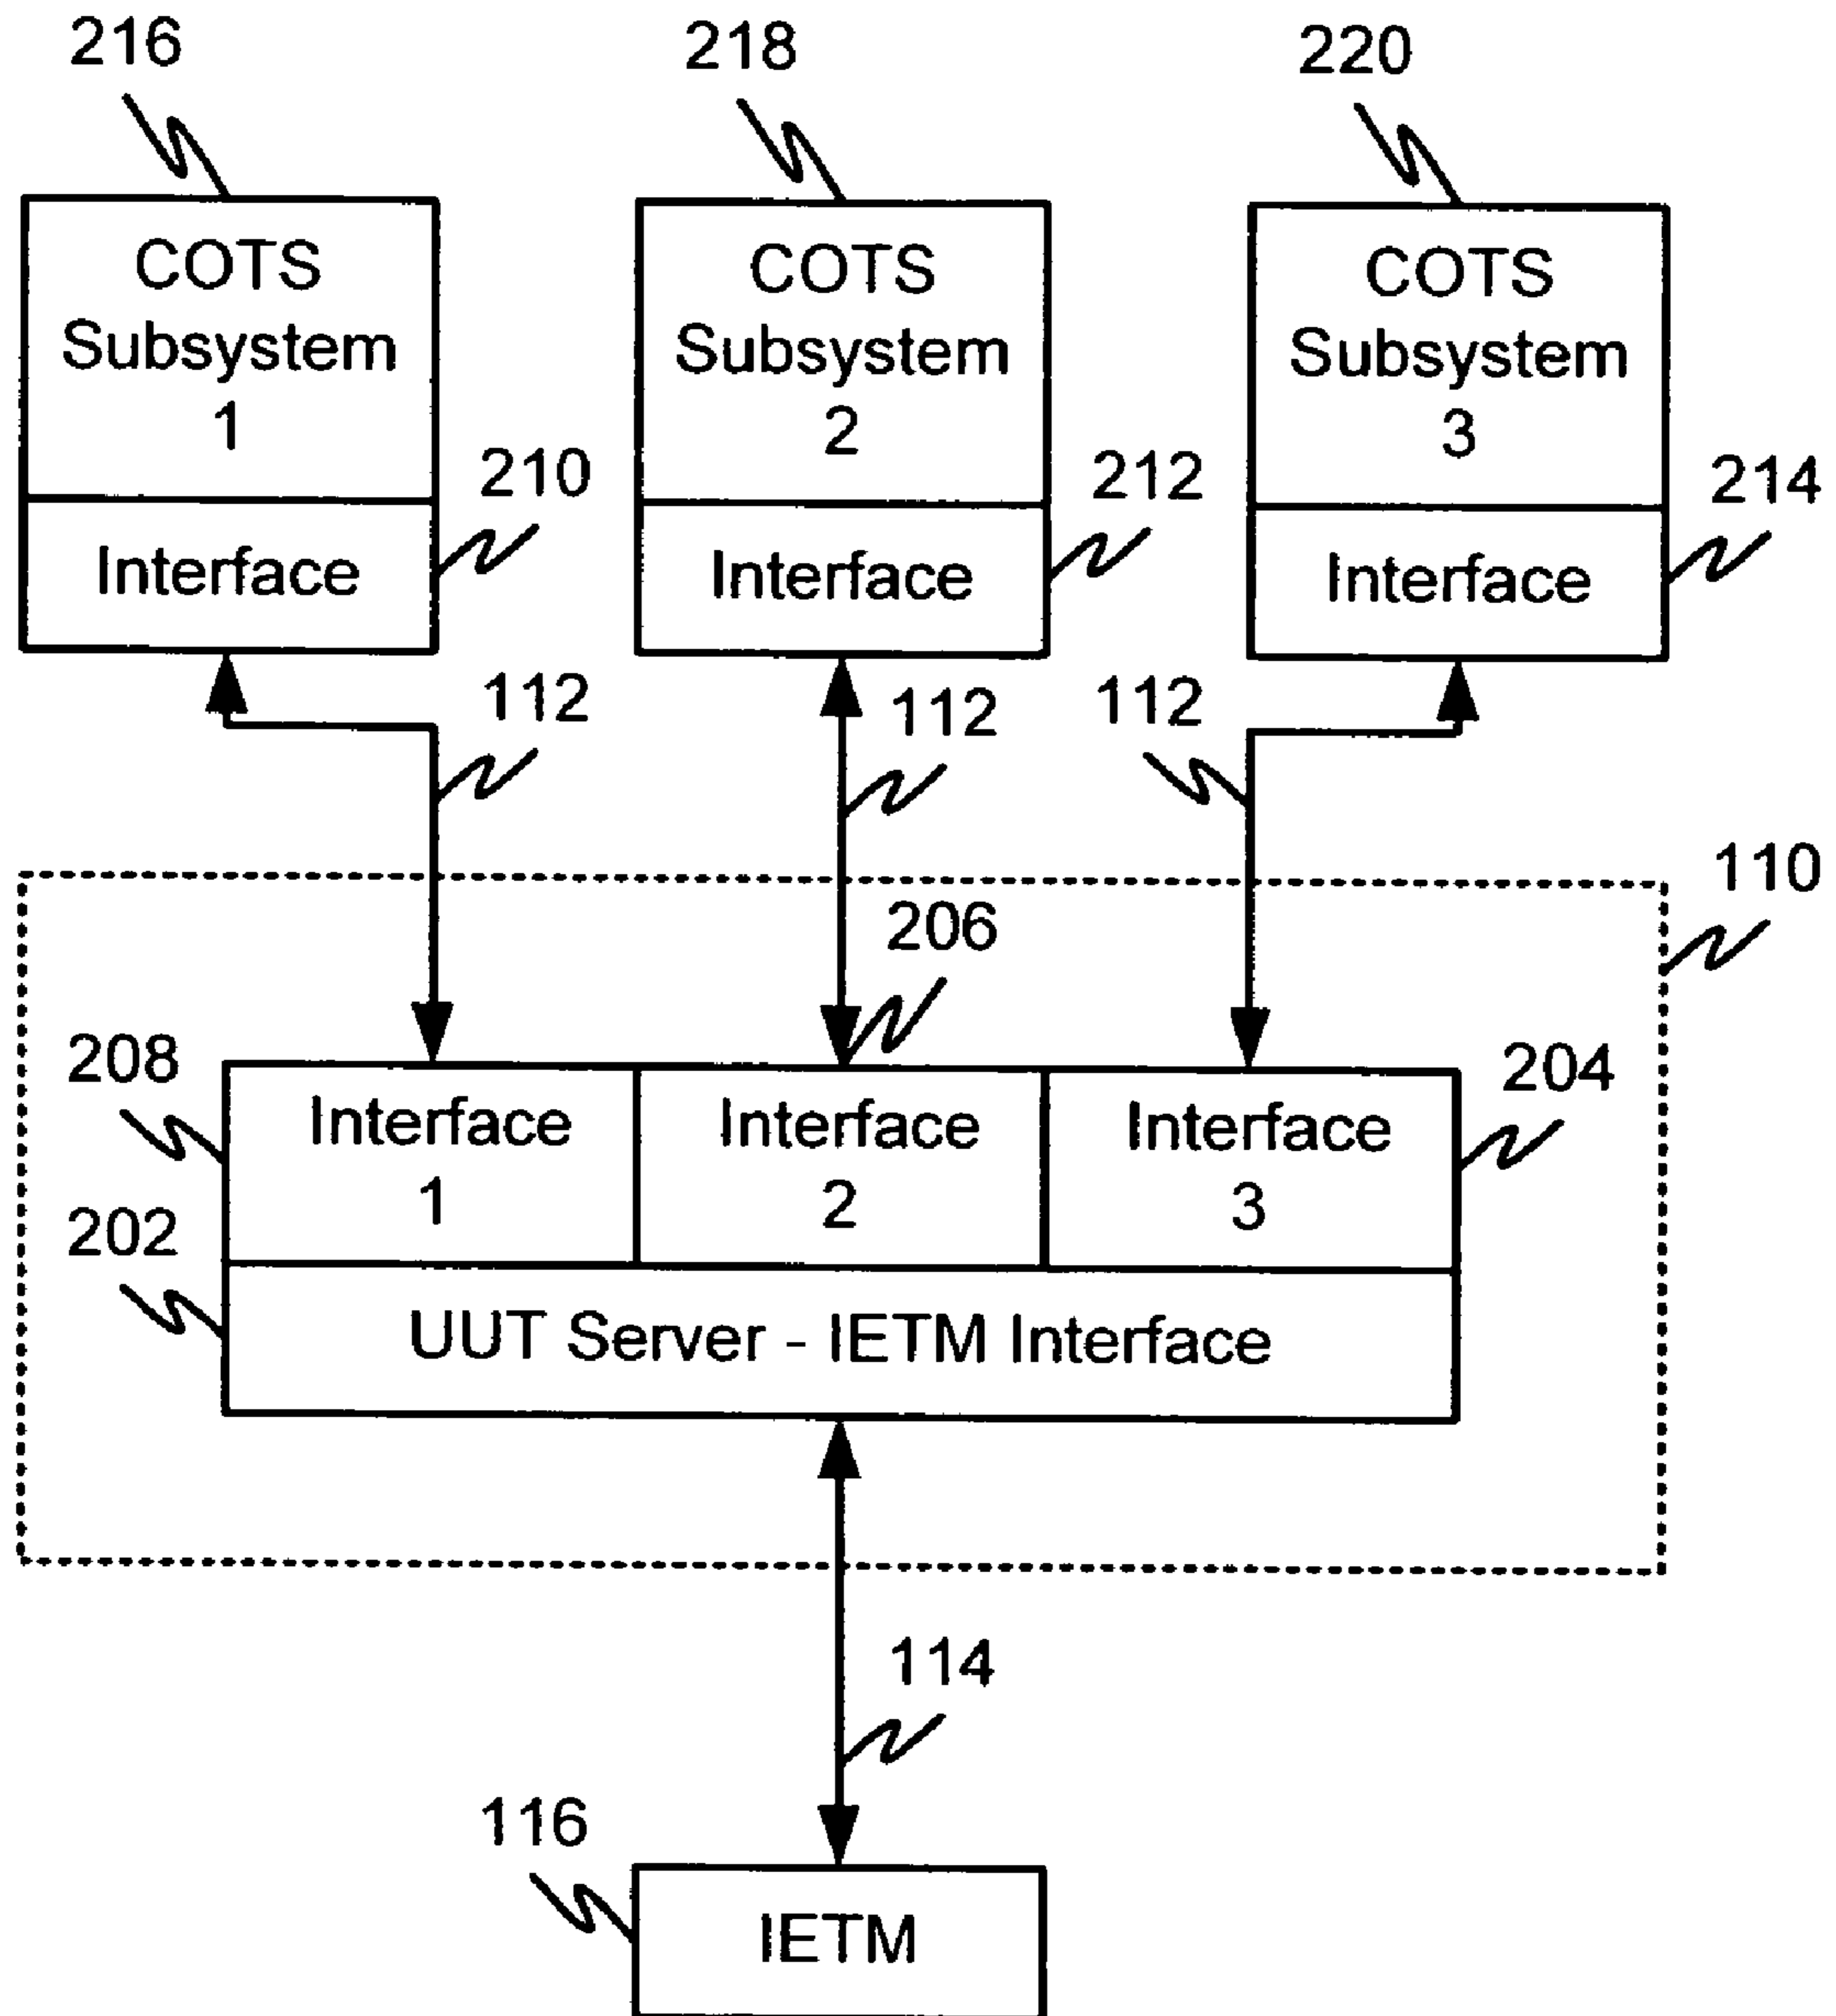 216
218
220
COTS
Subsystem
1
COTS
Subsystem
2
COTS
Subsystem
3
210
212
214
Interface
Interface
Interface
112
112
112
110
206
208
204
Interface
1
Interface
2
Interface
3
202
UUT Server - IETM Interface
114
116
IETM